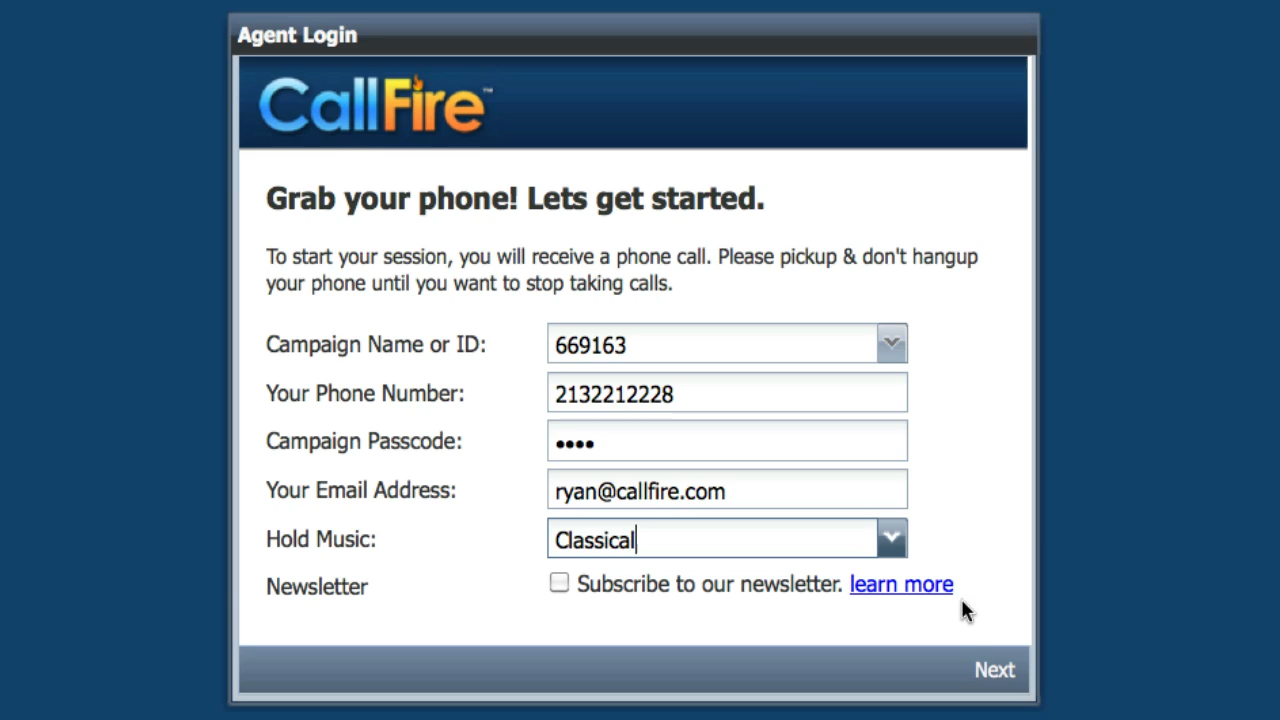 Agent Login
CallFire™
Grab your phone! Lets get started.
To start your session, you will receive a phone call. Please pickup & don't hangup
your phone until you want to stop taking calls.
Campaign Name or ID: 669163
Your Phone Number: 2132212228
Campaign Passcode: ••••
Your Email Address: ryan@callfire.com
Hold Music: Classical
Newsletter Subscribe to our newsletter. learn more
Next